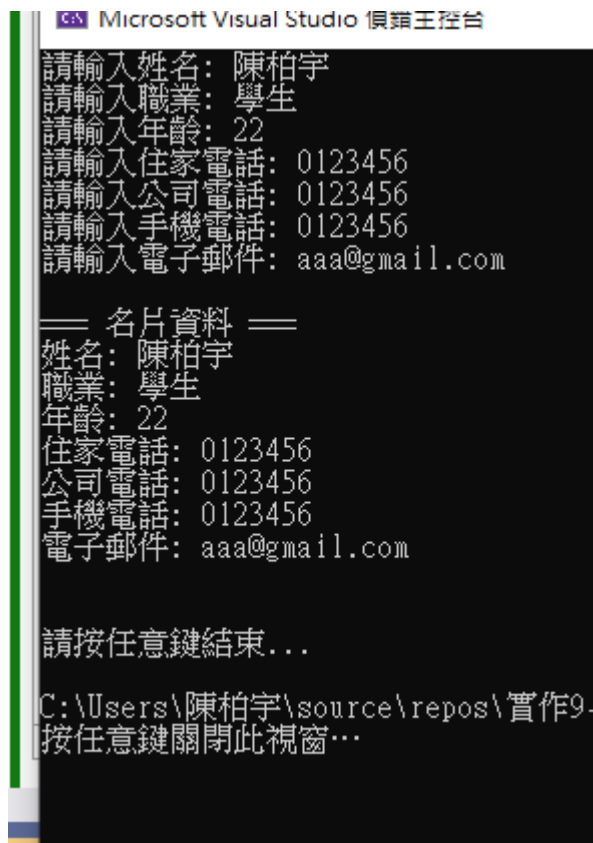 Microsoft Visual Studio 偵錯主控台
請輸入姓名: 陳柏宇
請輸入職業: 學生
請輸入年齡: 22
請輸入住家電話: 0123456
請輸入公司電話: 0123456
請輸入手機電話: 0123456
請輸入電子郵件: aaa@gmail.com
== 名片資料 ==
姓名: 陳柏宇
職業: 學生
年齡: 22
住家電話: 0123456
公司電話: 0123456
手機電話: 0123456
電子郵件: aaa@gmail.com
請按任意鍵結束...
C:\Users\陳柏宇\source\repos\實作9-
按任意鍵關閉此視窗…